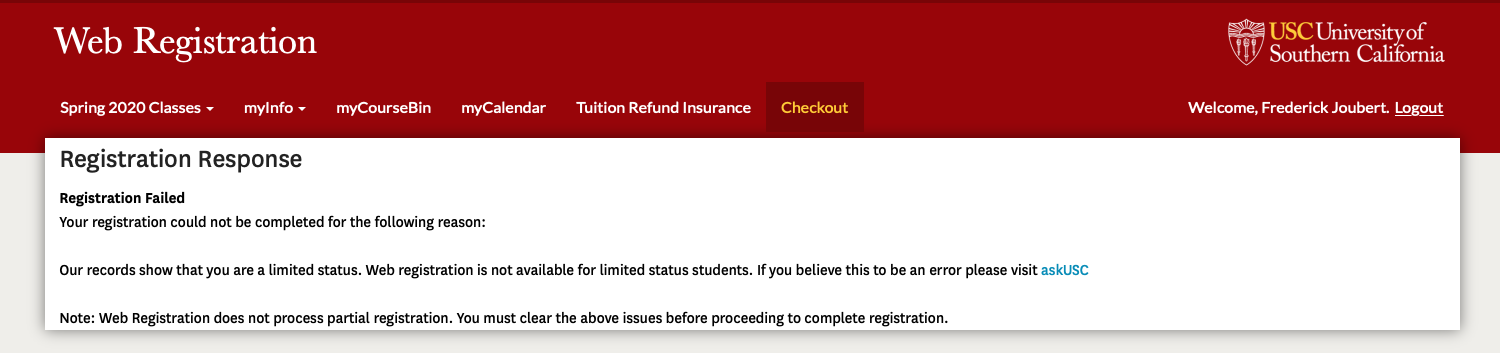 Web Registration
USC University of
Southern California
Spring 2020 Classes myInfo myCourseBin myCalendar Tuition Refund Insurance Checkout Welcome, Frederick Joubert. Logout
Registration Response
Registration Failed
Your registration could not be completed for the following reason:
Our records show that you are a limited status. Web registration is not available for limited status students. If you believe this to be an error please visit askUSC
Note: Web Registration does not process partial registration. You must clear the above issues before proceeding to complete registration.